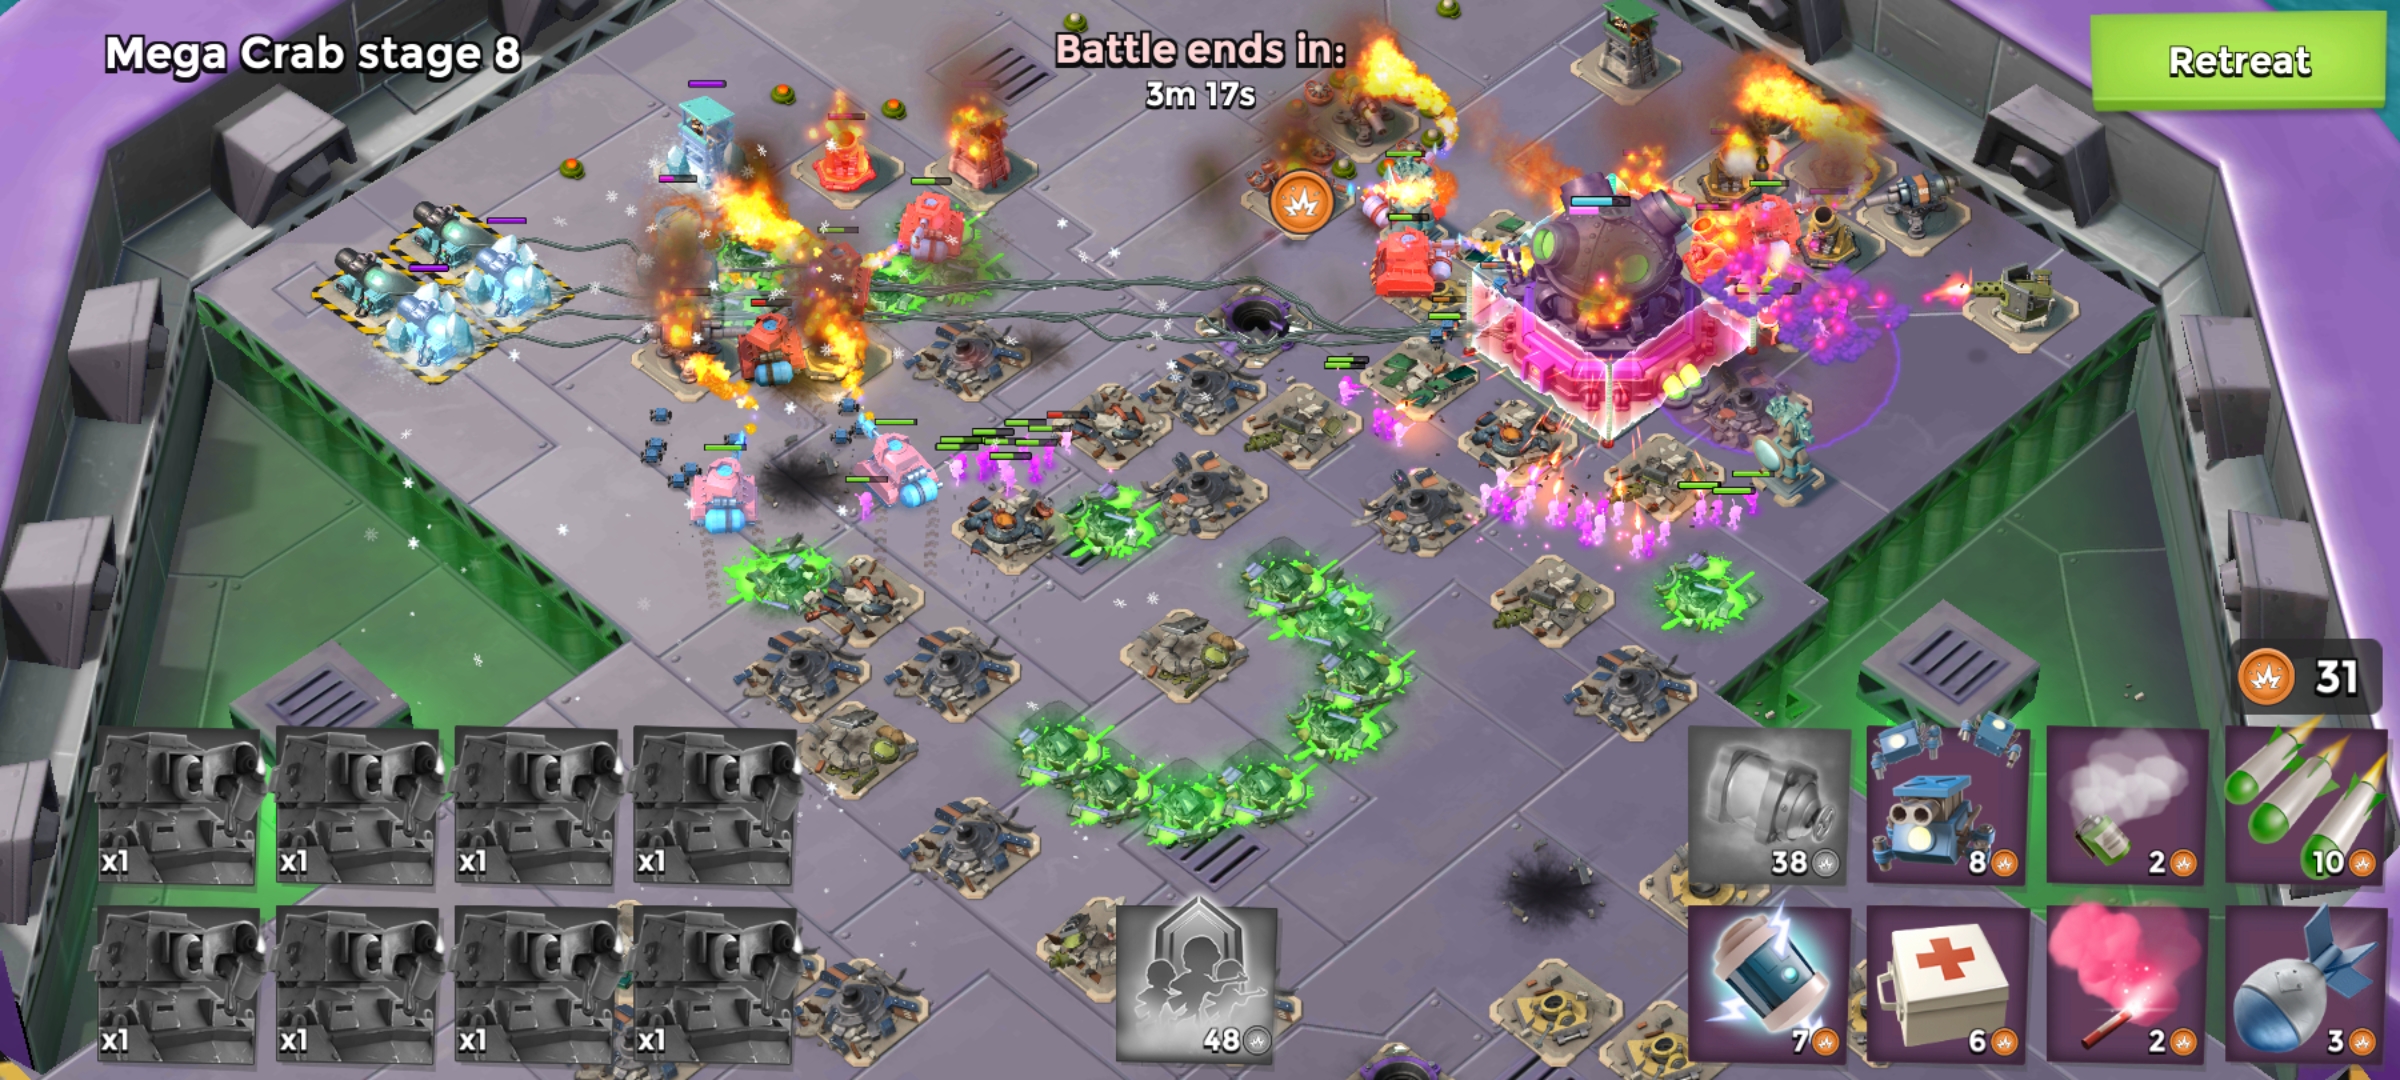 Mega Crab stage 8
Battle ends in:
3m 17s
Retreat
31
x1
x1
x1
x1
38
8
2
10
x1
x1
x1
x1
48
7
6
2
3